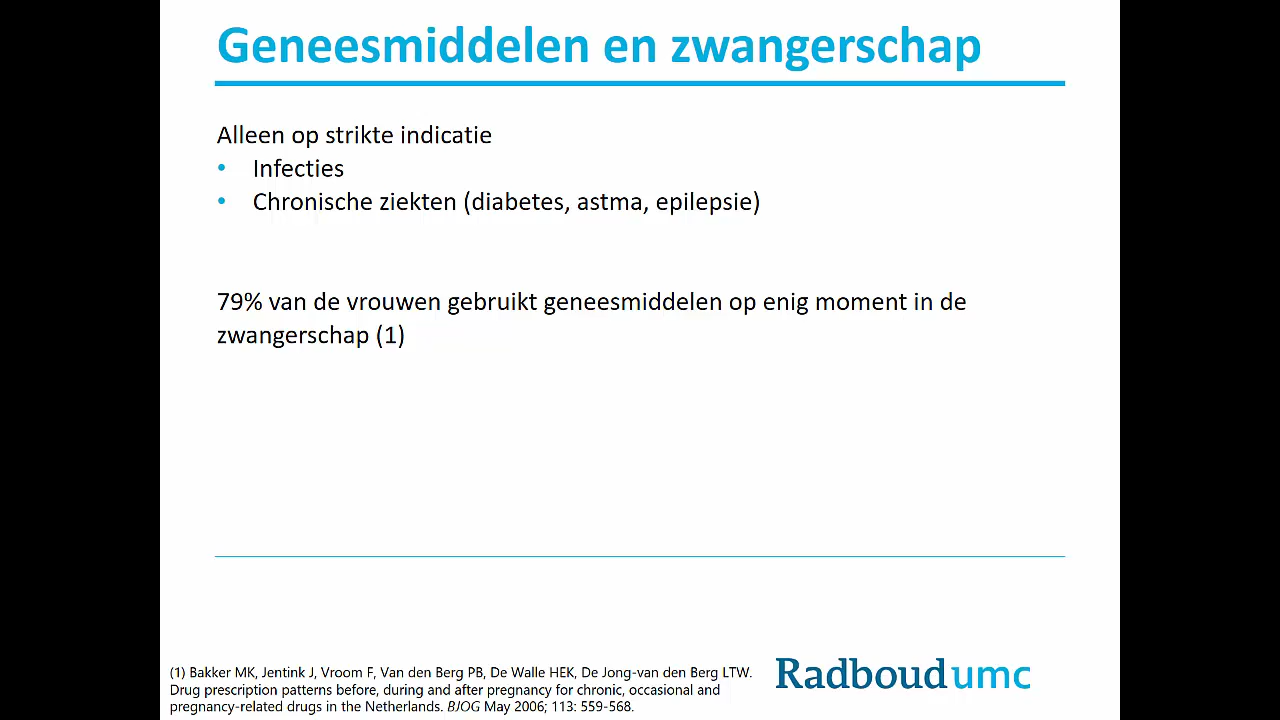 Geneesmiddelen en zwangerschap
Alleen op strikte indicatie
• Infecties
• Chronische ziekten (diabetes, astma, epilepsie)
79% van de vrouwen gebruikt geneesmiddelen op enig moment in de
zwangerschap (1)
(1) Bakker MK, Jentink J, Vroom F, Van den Berg PB, De Walle HEK, De Jong-van den Berg LTW.
Drug prescription patterns before, during and after pregnancy for chronic, occasional and
pregnancy-related drugs in the Netherlands. BJOG May 2006; 113: 559-568.
Radboudumc